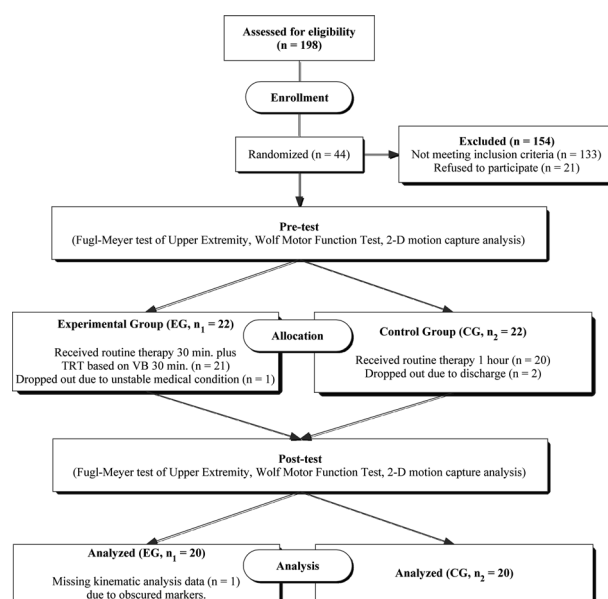 Assessed for eligibility
(n = 198)
Enrollment
Randomized (n = 44)
Excluded (n = 154)
Not meeting inclusion criteria (n = 133)
Refused to participate (n = 21)
Pre-test
(Fugl-Meyer test of Upper Extremity, Wolf Motor Function Test, 2-D motion capture analysis)
Experimental Group (EG, n1 = 22)
Received routine therapy 30 min. plus
TRT based on VB 30 min. (n = 21)
Dropped out due to unstable medical condition (n = 1)
Allocation
Control Group (CG, n2 = 22)
Received routine therapy 1 hour (n = 20)
Dropped out due to discharge (n = 2)
Post-test
(Fugl-Meyer test of Upper Extremity, Wolf Motor Function Test, 2-D motion capture analysis)
Analyzed (EG, n1 = 20)
Missing kinematic analysis data (n = 1)
due to obscured markers.
Analysis
Analyzed (CG, n2 = 20)